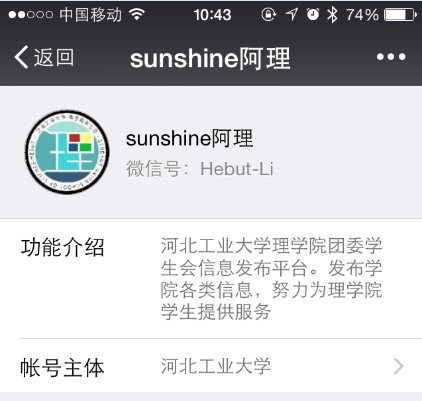 中国移动 10:43 74%
返回 sunshine阿理
sunshine阿理
微信号：Hebut-Li
功能介绍 河北工业大学理学院团委学
生会信息发布平台。发布学
院各类信息，努力为理学院
学生提供服务
帐号主体 河北工业大学